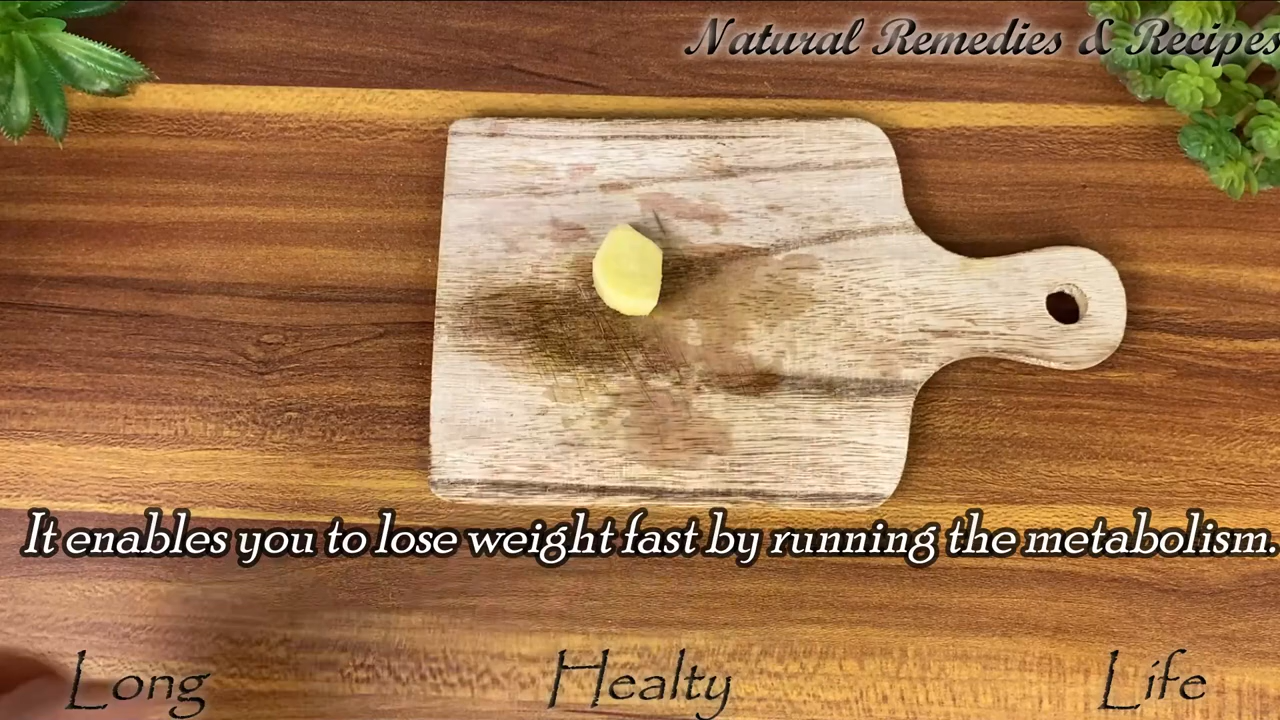 Natural Remedies & Recipes
It enables you to lose weight fast by running the metabolism.
Long Healty Life